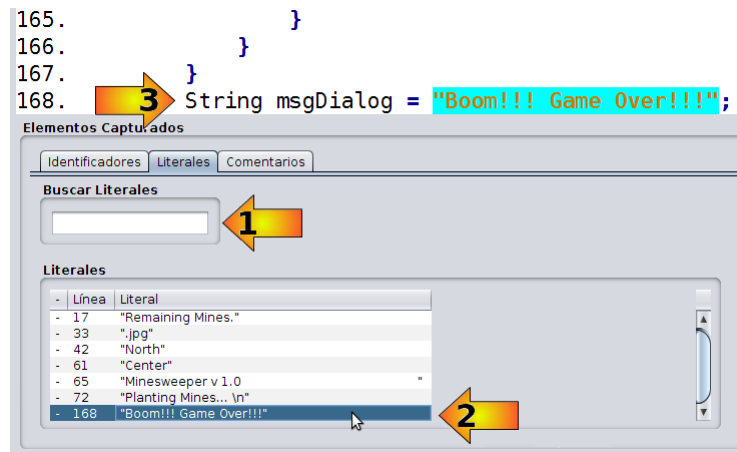 165. }
166. }
167. }
168. 3 String msgDialog = "Boom!!! Game Over!!!";
Elementos Capturados
Identificadores Literales Comentarios
Buscar Literales
1
Literales
- Línea Literal
- 17 "Remaining Mines."
- 33 ".jpg"
- 42 "North"
- 61 "Center"
- 65 "Minesweeper v 1.0 "
- 72 "Planting Mines... \n"
- 168 "Boom!!! Game Over!!!"
2